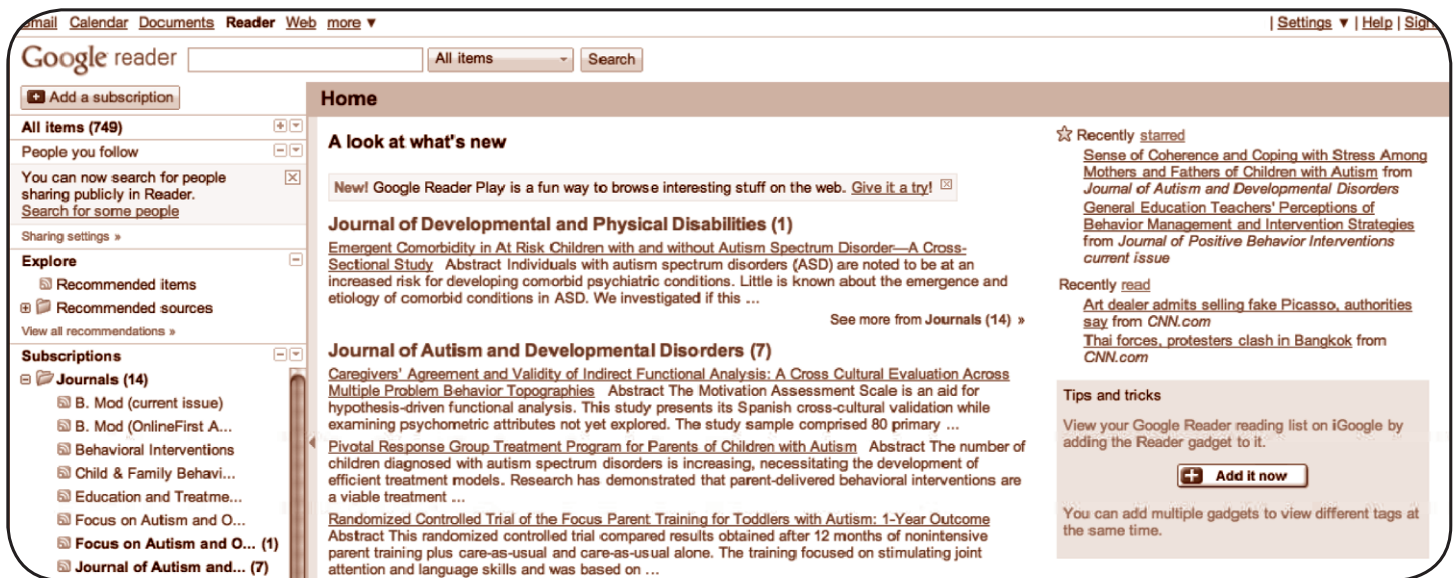 Gmail Calendar Documents Reader Web more ▼
| Settings ▼ | Help | Sign
Google reader
All items
Search
Add a subscription
All items (749)
People you follow
You can now search for people
sharing publicly in Reader.
Search for some people
Sharing settings »
Explore
Recommended items
Recommended sources
View all recommendations »
Subscriptions
Journals (14)
B. Mod (current issue)
B. Mod (OnlineFirst A...
Behavioral Interventions
Child & Family Behavi...
Education and Treatme...
Focus on Autism and O...
Focus on Autism and O... (1)
Journal of Autism and... (7)
Home
A look at what's new
New! Google Reader Play is a fun way to browse interesting stuff on the web. Give it a try!
Journal of Developmental and Physical Disabilities (1)
Emergent Comorbidity in At Risk Children with and without Autism Spectrum Disorder—A Cross-
Sectional Study Abstract Individuals with autism spectrum disorders (ASD) are noted to be at an
increased risk for developing comorbid psychiatric conditions. Little is known about the emergence and
etiology of comorbid conditions in ASD. We investigated if this ...
See more from Journals (14) »
Journal of Autism and Developmental Disorders (7)
Caregivers' Agreement and Validity of Indirect Functional Analysis: A Cross Cultural Evaluation Across
Multiple Problem Behavior Topographies Abstract The Motivation Assessment Scale is an aid for
hypothesis-driven functional analysis. This study presents its Spanish cross-cultural validation while
examining psychometric attributes not yet explored. The study sample comprised 80 primary ...
Pivotal Response Group Treatment Program for Parents of Children with Autism Abstract The number of
children diagnosed with autism spectrum disorders is increasing, necessitating the development of
efficient treatment models. Research has demonstrated that parent-delivered behavioral interventions are
a viable treatment ...
Randomized Controlled Trial of the Focus Parent Training for Toddlers with Autism: 1-Year Outcome
Abstract This randomized controlled trial compared results obtained after 12 months of nonintensive
parent training plus care-as-usual and care-as-usual alone. The training focused on stimulating joint
attention and language skills and was based on ...
Recently starred
Sense of Coherence and Coping with Stress Among
Mothers and Fathers of Children with Autism from
Journal of Autism and Developmental Disorders
General Education Teachers' Perceptions of
Behavior Management and Intervention Strategies
from Journal of Positive Behavior Interventions
current issue
Recently read
Art dealer admits selling fake Picasso, authorities
say from CNN.com
Thai forces, protesters clash in Bangkok from
CNN.com
Tips and tricks
View your Google Reader reading list on iGoogle by
adding the Reader gadget to it.
Add it now
You can add multiple gadgets to view different tags at
the same time.